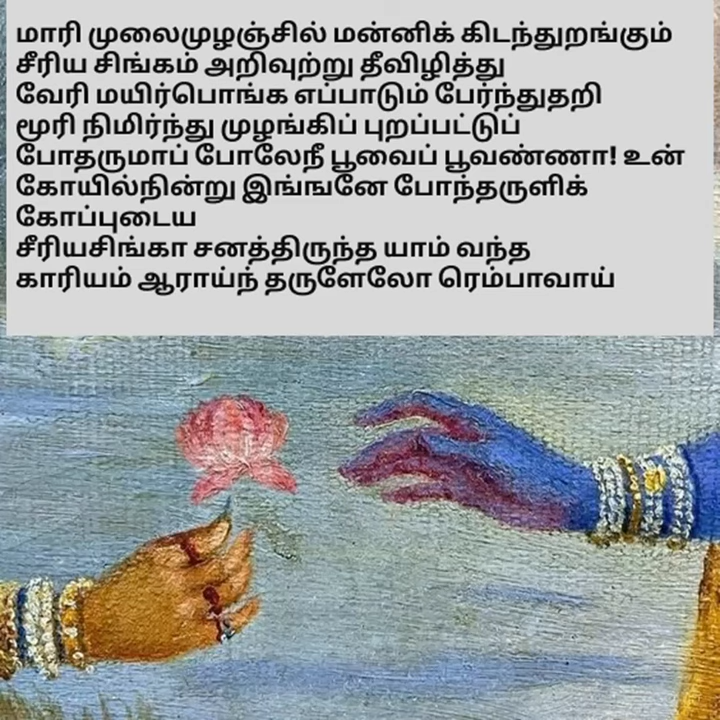 மாரி முலைமுழஞ்சில் மன்னிக் கிடந்துறங்கும்
சீரிய சிங்கம் அறிவுற்று தீவிழித்து
வேரி மயிர்பொங்க எப்பாடும் பேர்ந்துதறி
மூரி நிமிர்ந்து முழங்கிப் புறப்பட்டுப்
போதருமாப் போலேநீ பூவைப் பூவண்ணா! உன்
கோயில்நின்று இங்ஙனே போந்தருளிக்
கோப்புடைய
சீரியசிங்கா சனத்திருந்த யாம் வந்த
காரியம் ஆராய்ந் தருளேலோ ரெம்பாவாய்